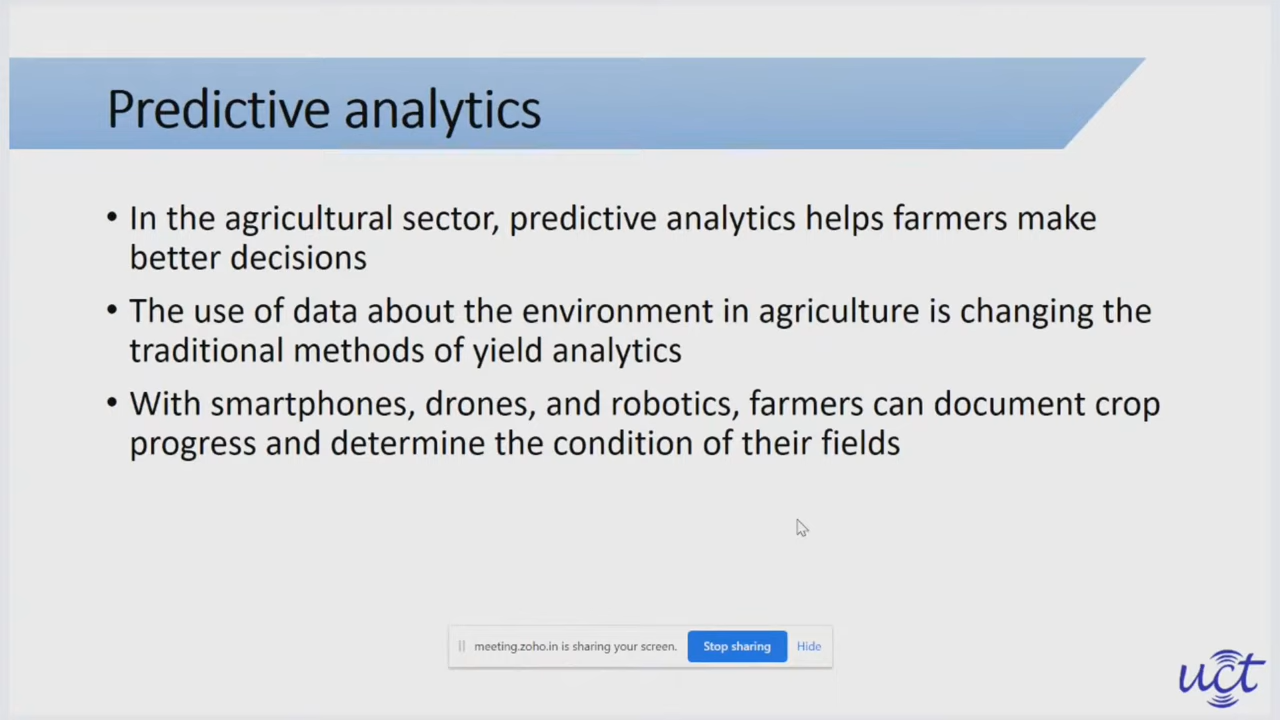 Predictive analytics
• In the agricultural sector, predictive analytics helps farmers make
better decisions
• The use of data about the environment in agriculture is changing the
traditional methods of yield analytics
• With smartphones, drones, and robotics, farmers can document crop
progress and determine the condition of their fields
meeting.zoho.in is sharing your screen. Stop sharing Hide
uct